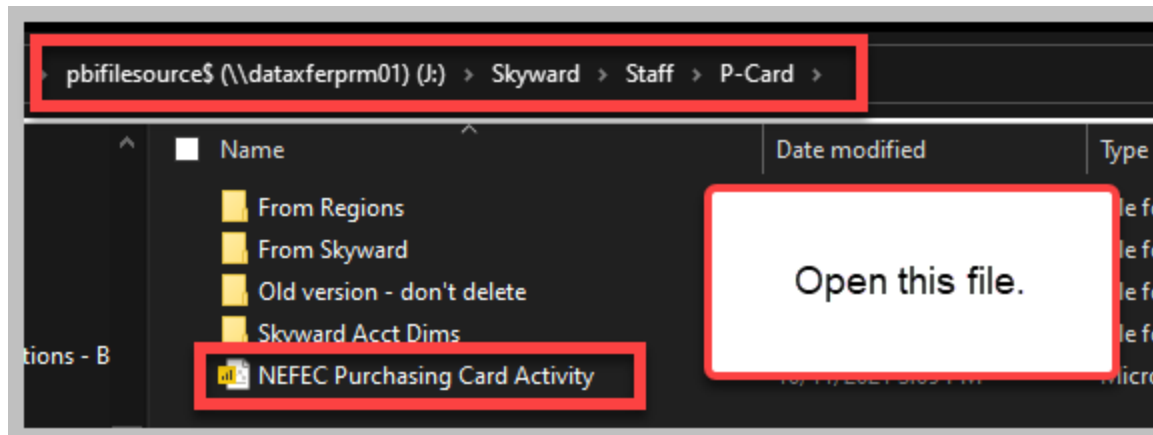 pbifilesource$ (\\dataxferprm01) (J:) > Skyward > Staff > P-Card >
Name Date modified Type
From Regions
From Skyward
Old version - don't delete
Skyward Acct Dims
NEFEC Purchasing Card Activity
Open this file.
tions - B